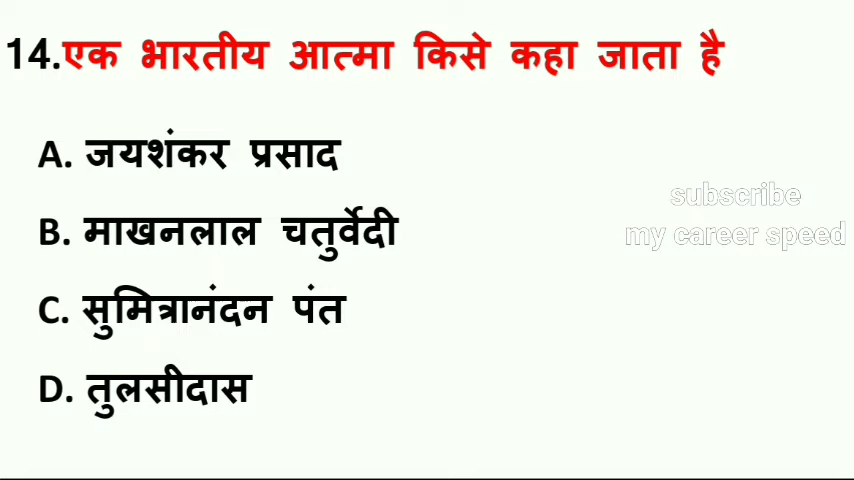 14.एक भारतीय आत्मा किसे कहा जाता है
A. जयशंकर प्रसाद
B. माखनलाल चतुर्वेदी
C. सुमित्रानंदन पंत
D. तुलसीदास
subscribe
my career speed